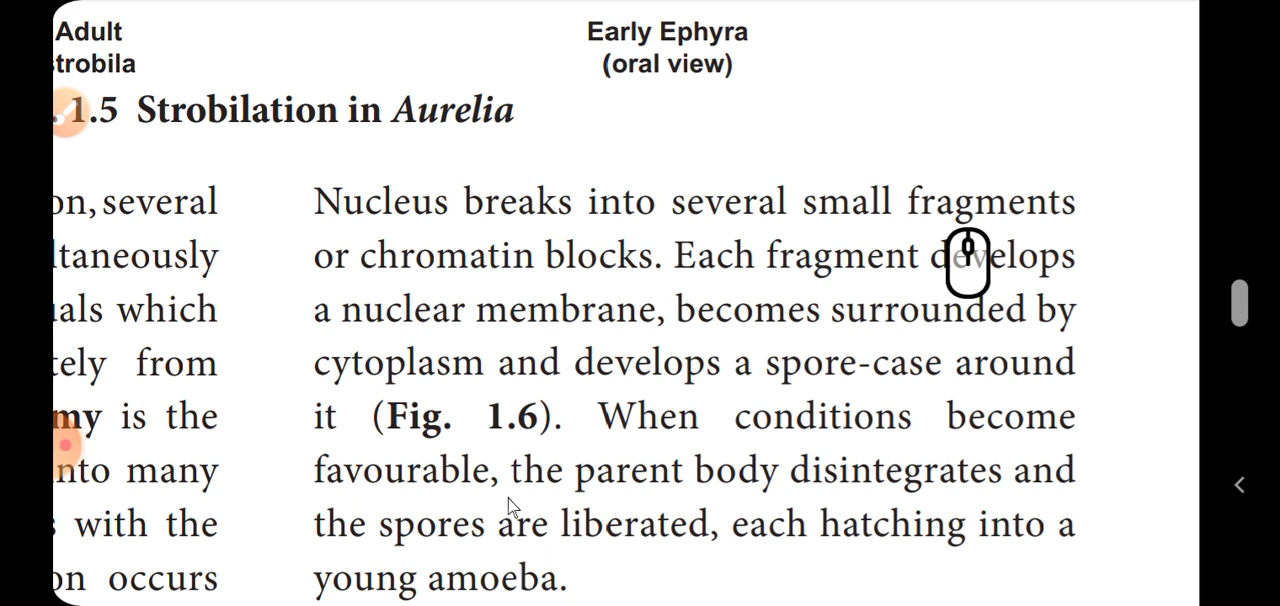 Adult
strobila
Early Ephyra
(oral view)
1.5 Strobilation in Aurelia
on, several
ltaneously
als which
tely from
my is the
nto many
s with the
on occurs
Nucleus breaks into several small fragments
or chromatin blocks. Each fragment develops
a nuclear membrane, becomes surrounded by
cytoplasm and develops a spore-case around
it (Fig. 1.6). When conditions become
favourable, the parent body disintegrates and
the spores are liberated, each hatching into a
young amoeba.